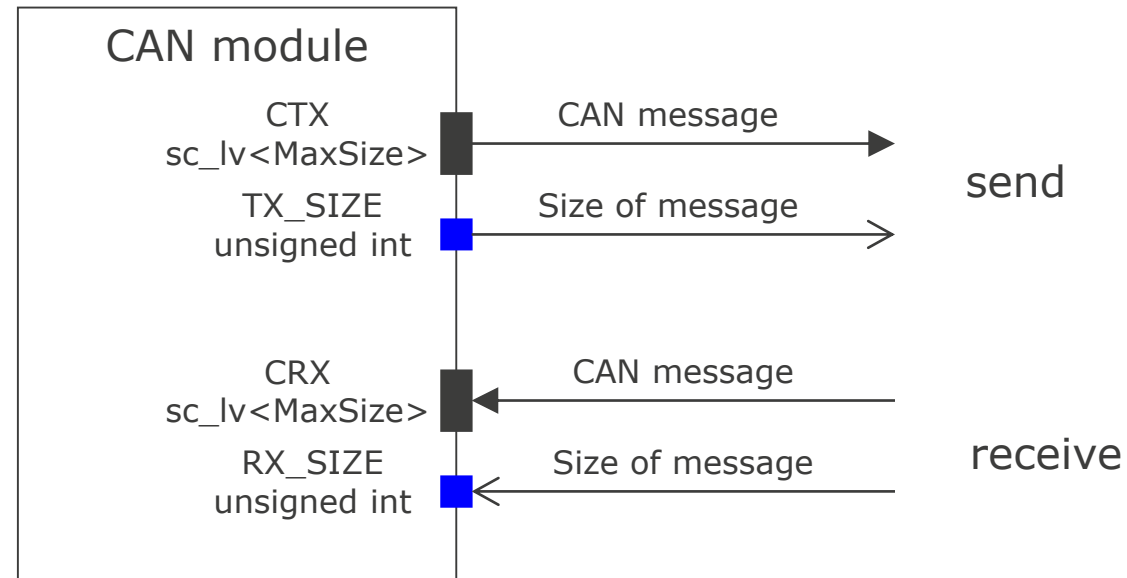 CAN module
CTX
sc_lv<MaxSize>
CAN message
TX_SIZE
unsigned int
Size of message
send
CRX
sc_lv<MaxSize>
CAN message
RX_SIZE
unsigned int
Size of message
receive